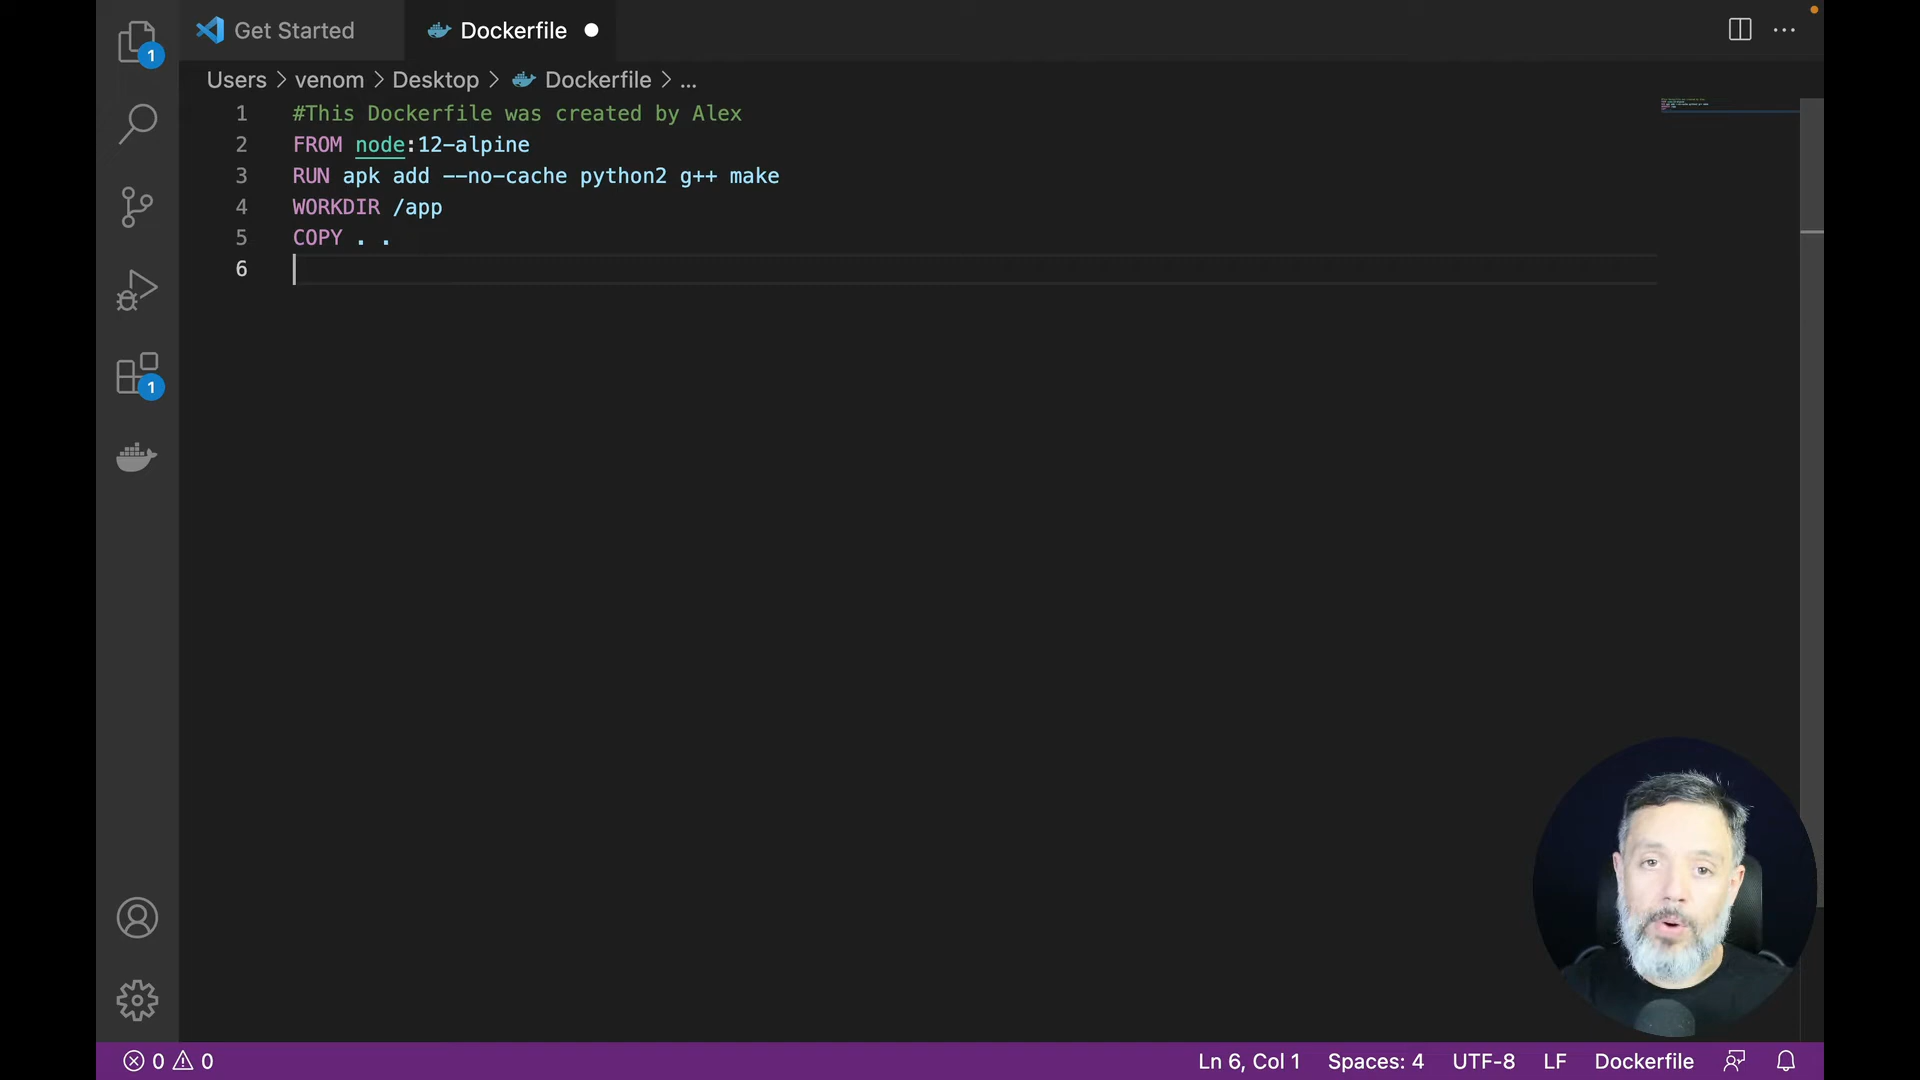 1
Get Started
Dockerfile
Users > venom > Desktop > Dockerfile > ...
1 #This Dockerfile was created by Alex
2 FROM node:12-alpine
3 RUN apk add --no-cache python2 g++ make
4 WORKDIR /app
5 COPY . .
6
1
0 0
Ln 6, Col 1 Spaces: 4 UTF-8 LF Dockerfile